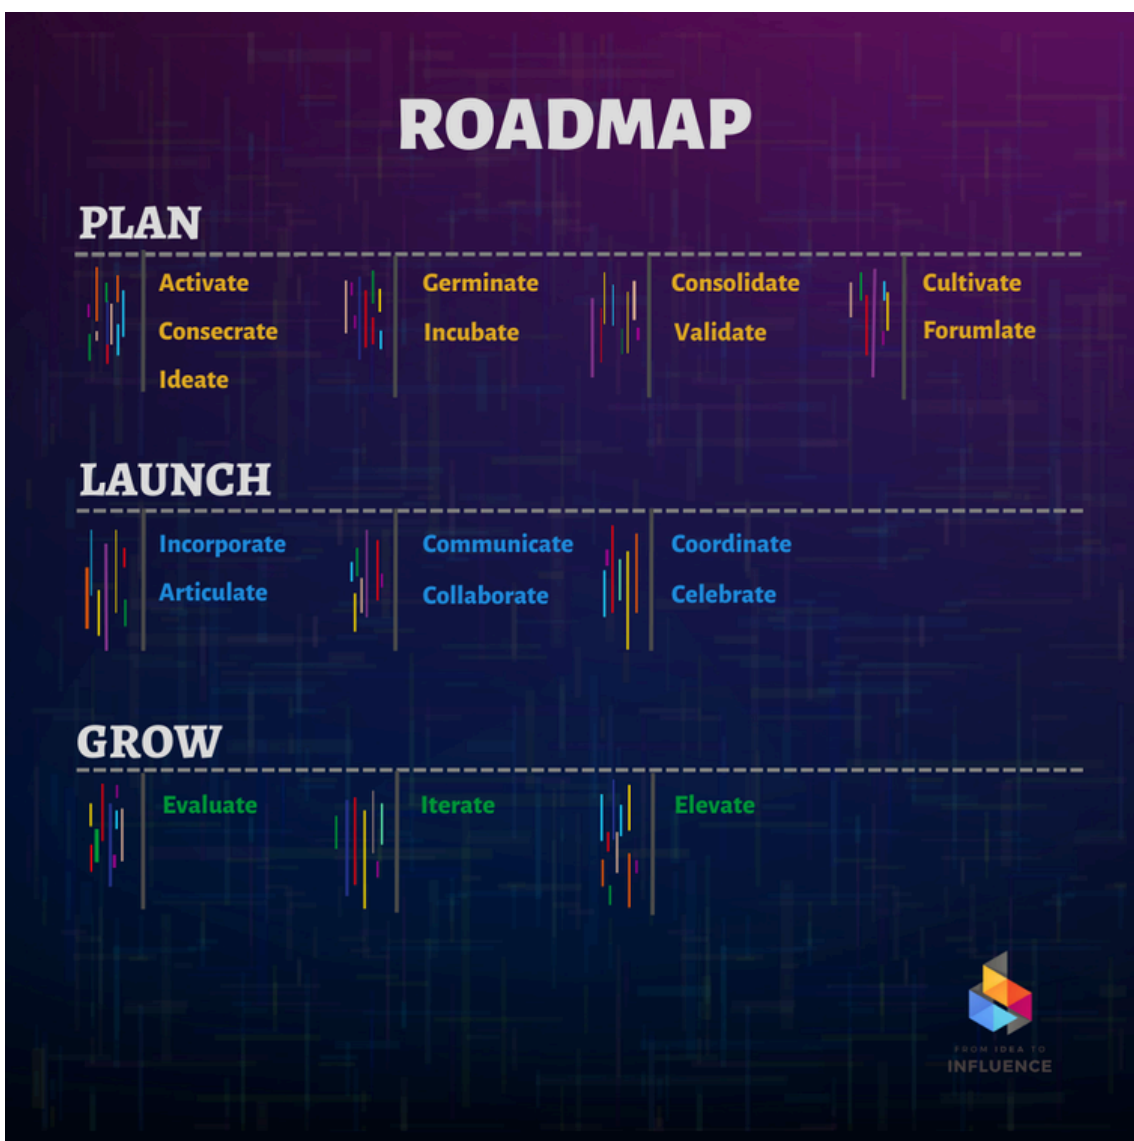 ROADMAP
PLAN
Activate
Consecrate
Ideate
Germinate
Incubate
Consolidate
Validate
Cultivate
Forumlate
LAUNCH
Incorporate
Articulate
Communicate
Collaborate
Coordinate
Celebrate
GROW
Evaluate
Iterate
Elevate
FROM IDEA TO
INFLUENCE